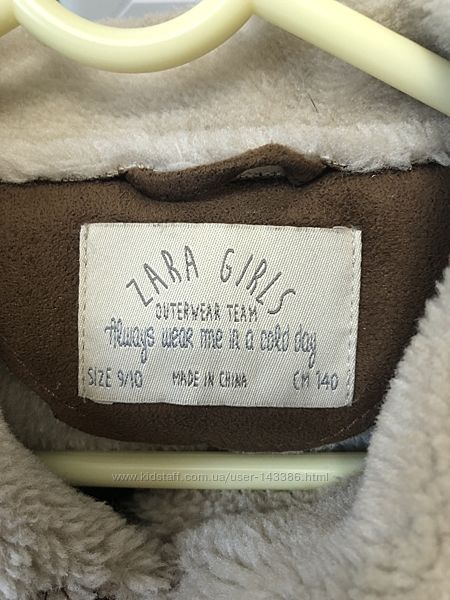 ZARA GIRLS
OUTERWEAR TEAM
Always wear me in a cold day
SIZE 9/10 MADE IN CHINA CM 140
www.kidstaff.com.ua/user-143386.html